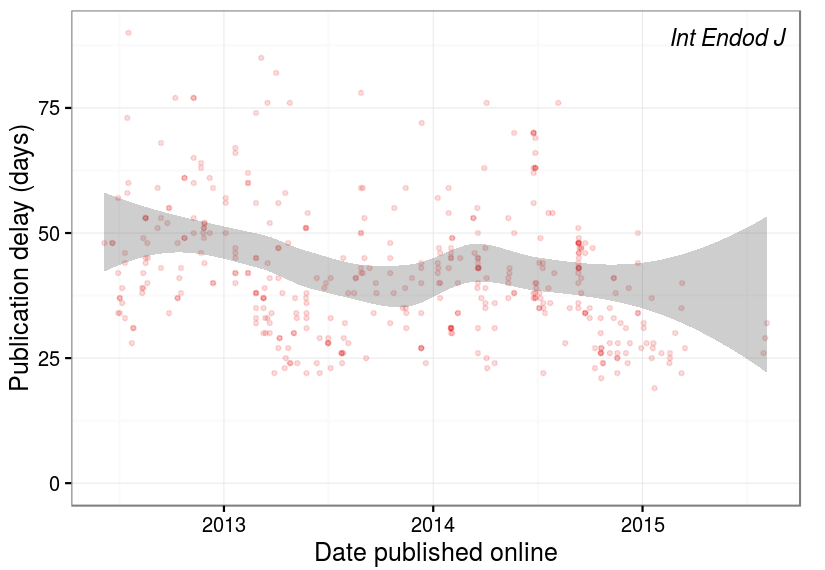 Int Endod J
Publication delay (days)
75
50
25
0
2013 2014 2015
Date published online